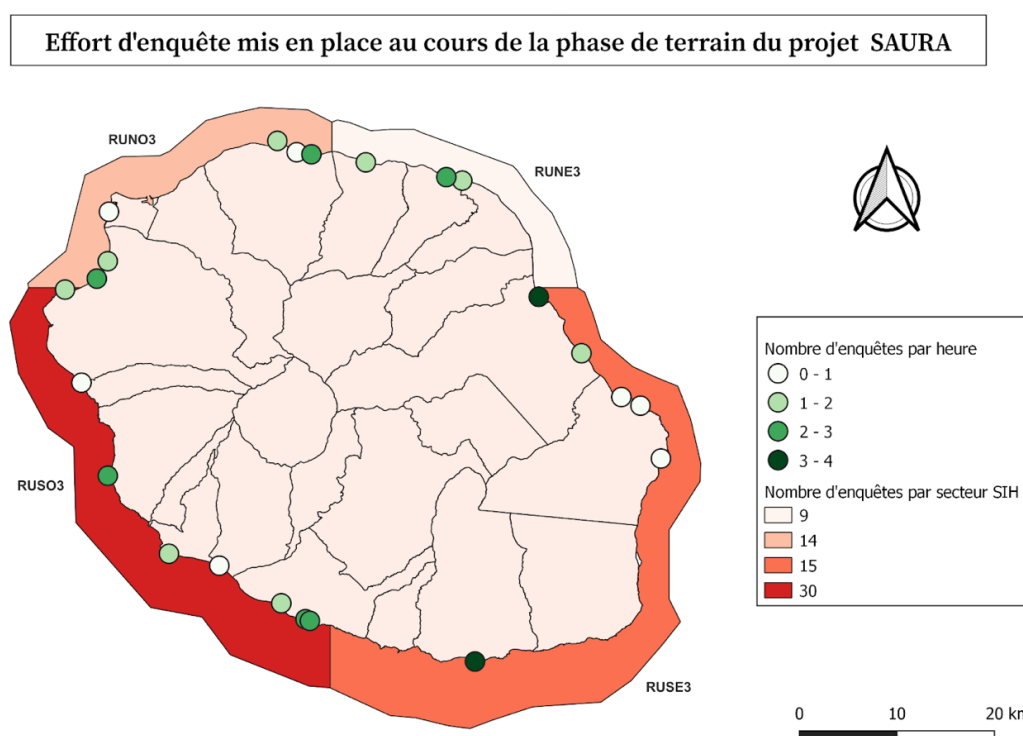 Effort d'enquête mis en place au cours de la phase de terrain du projet SAURA
RUNO3
RUNE3
RUSO3
RUSE3
Nombre d'enquêtes par heure
0 - 1
1 - 2
2 - 3
3 - 4
Nombre d'enquêtes par secteur SIH
9
14
15
30
0 10 20 km